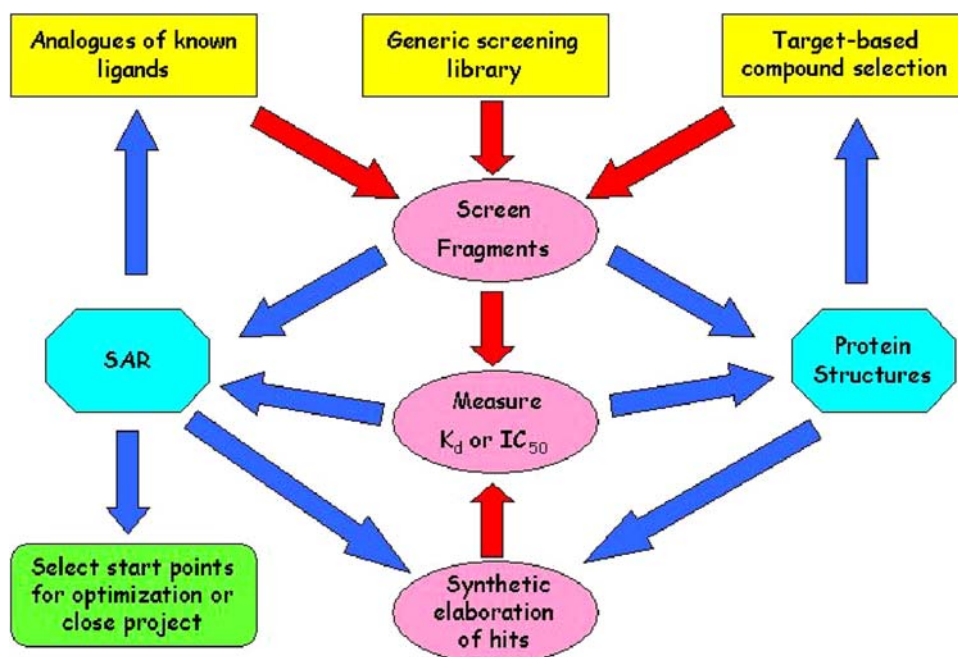 Analogues of known
ligands
Generic screening
library
Target-based
compound selection
Screen
Fragments
SAR
Protein
Structures
Measure
Kd or IC50
Select start points
for optimization or
close project
Synthetic
elaboration
of hits